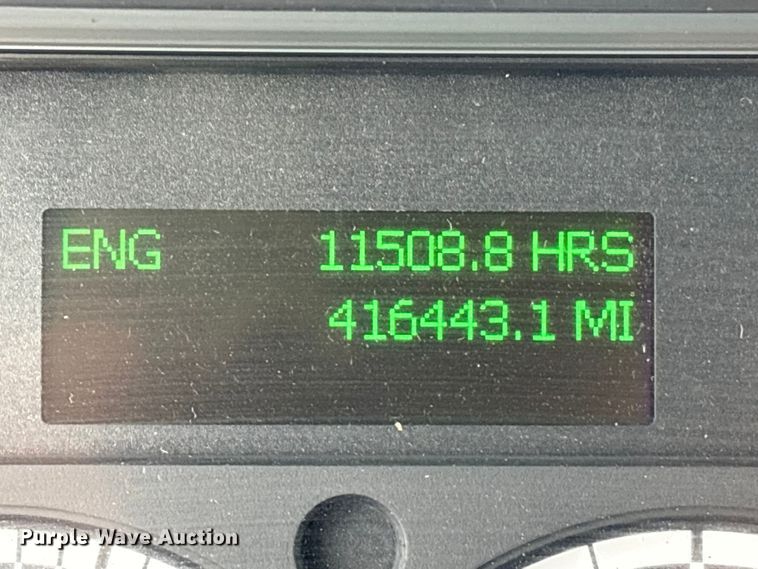 ENG 11508.8 HRS
416443.1 MI
Purple Wave Auction